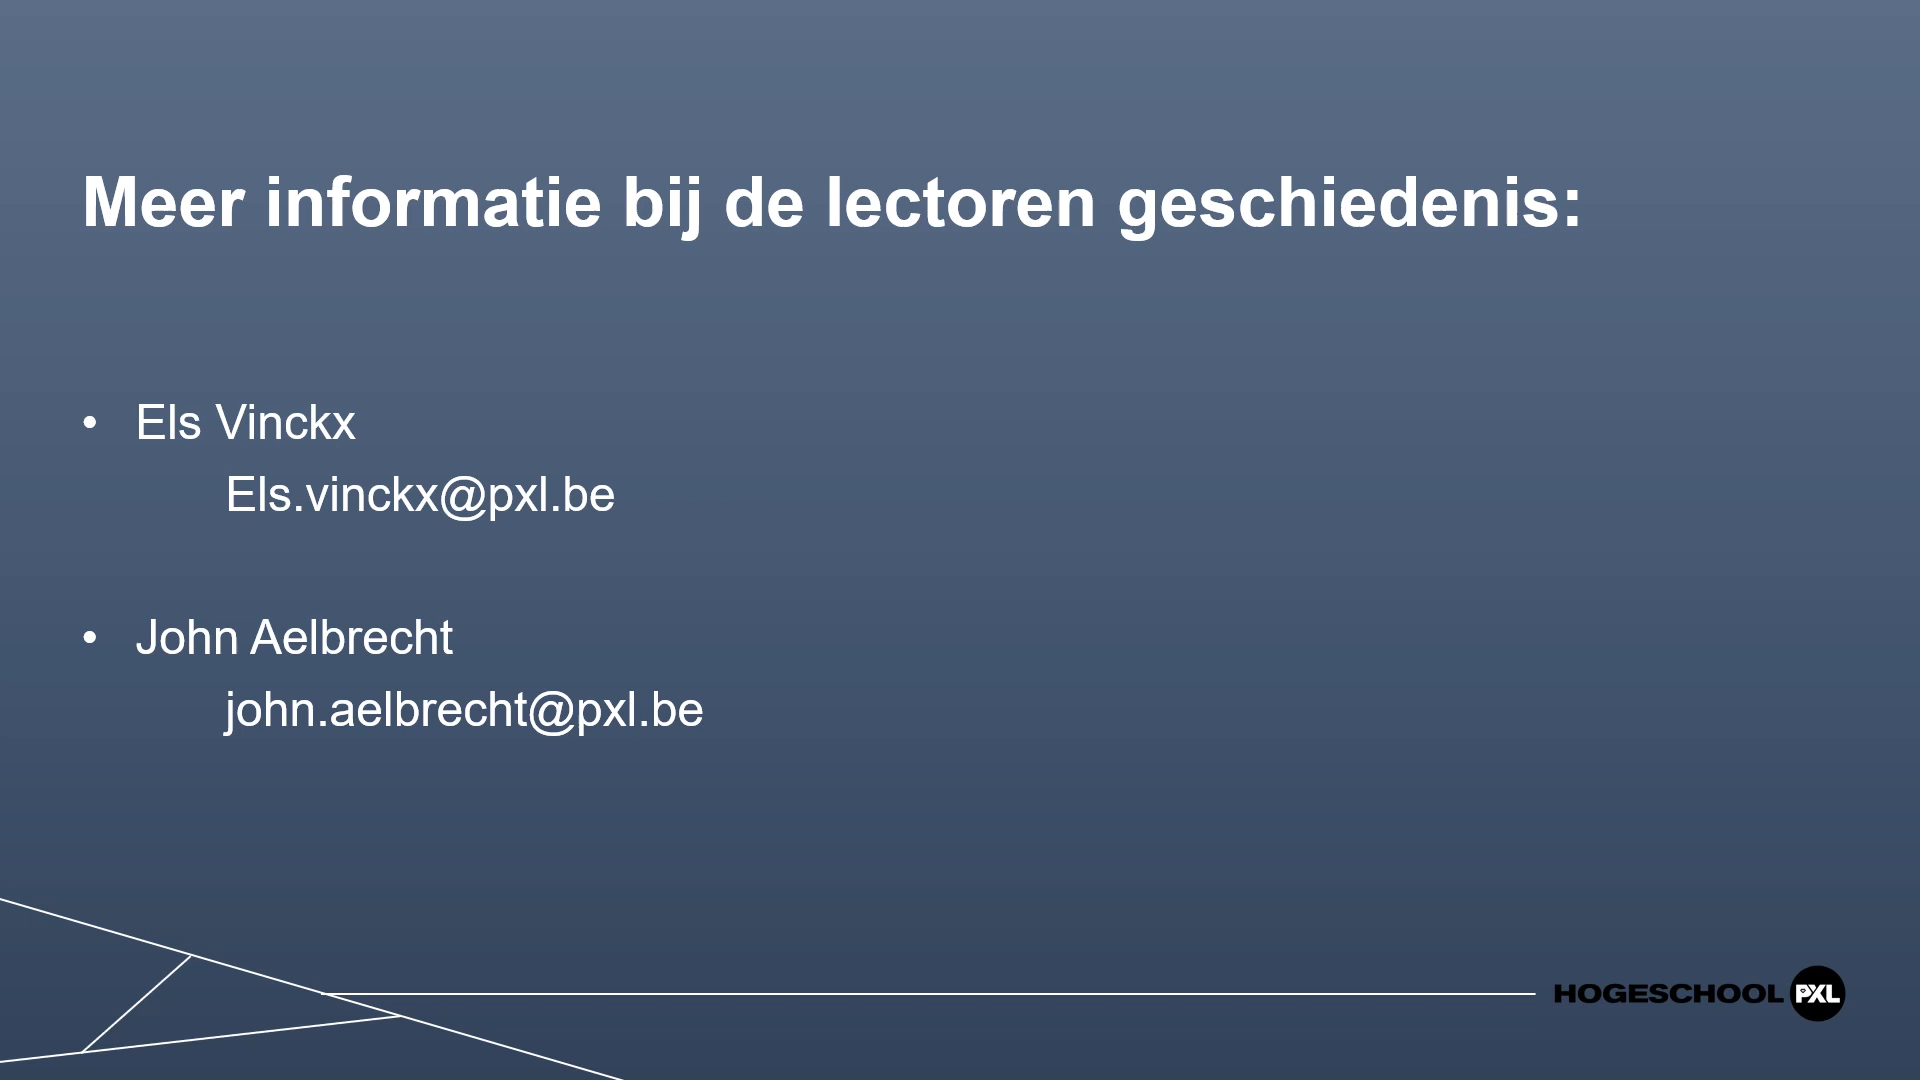 Meer informatie bij de lectoren geschiedenis:
• Els Vinckx
Els.vinckx@pxl.be
• John Aelbrecht
john.aelbrecht@pxl.be
HOGESCHOOL PXL